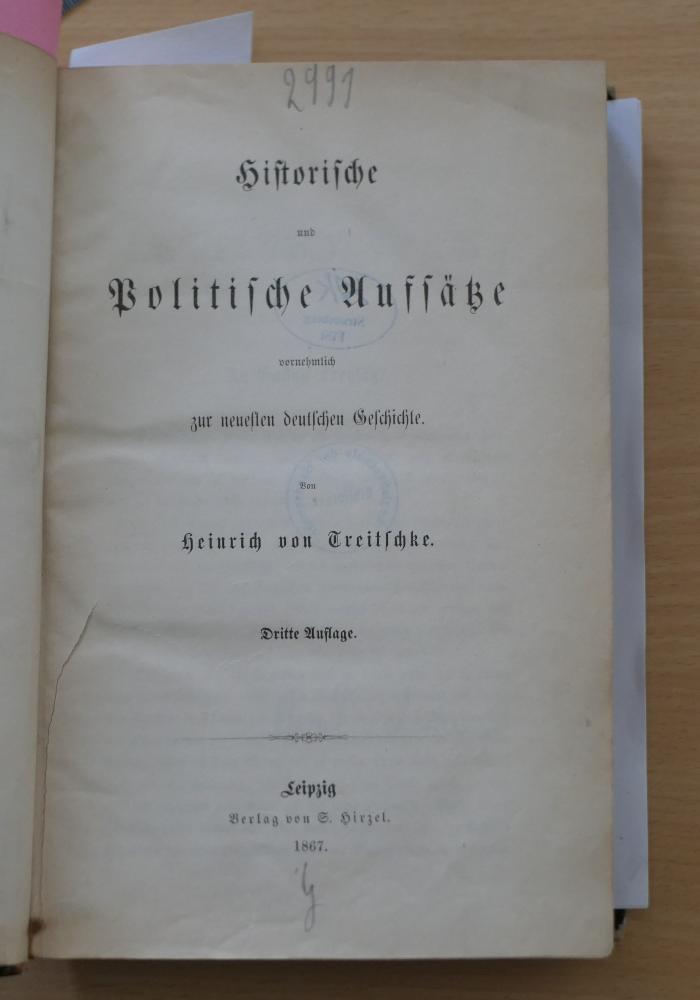 2991
Historische
und
Politische Aufsätze
vornehmlich
zur neuesten deutschen Geschichte.
Von
Heinrich von Treitschke.
Dritte Auflage.
Leipzig
Verlag von S. Hirzel.
1867.